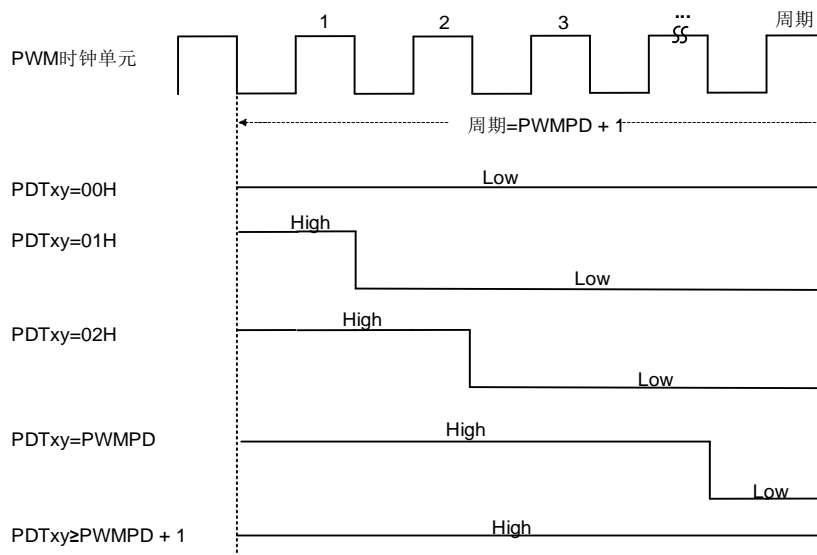 1 2 3 ... 周期
PWM时钟单元
周期=PWMPD + 1
PDTxy=00H Low
PDTxy=01H High Low
PDTxy=02H High Low
PDTxy=PWMPD High Low
PDTxy≥PWMPD + 1 High